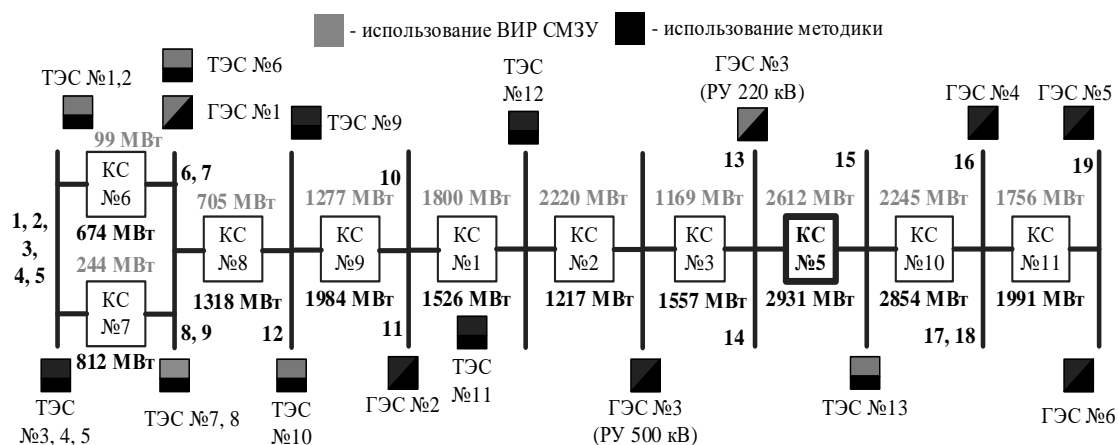 - использование ВИР СМЗУ
- использование методики
ТЭС №1,2
ТЭС №6
ГЭС №1
ТЭС №9
ТЭС
№12
ГЭС №3
(РУ 220 кВ)
ГЭС №4
ГЭС №5
99 МВт
КС
№6
674 МВт
6, 7
1, 2,
3,
4, 5
244 МВт
КС
№7
812 МВт
8, 9
705 МВт
КС
№8
1318 МВт
12
1277 МВт
КС
№9
1984 МВт
10
11
1800 МВт
КС
№1
1526 МВт
2220 МВт
КС
№2
1217 МВт
1169 МВт
КС
№3
1557 МВт
13
14
2612 МВт
КС
№5
2931 МВт
15
2245 МВт
КС
№10
2854 МВт
16
17, 18
1756 МВт
КС
№11
1991 МВт
19
ТЭС
№3, 4, 5
ТЭС №7, 8
ТЭС
№10
ГЭС №2
ТЭС
№11
ГЭС №3
(РУ 500 кВ)
ТЭС №13
ГЭС №6